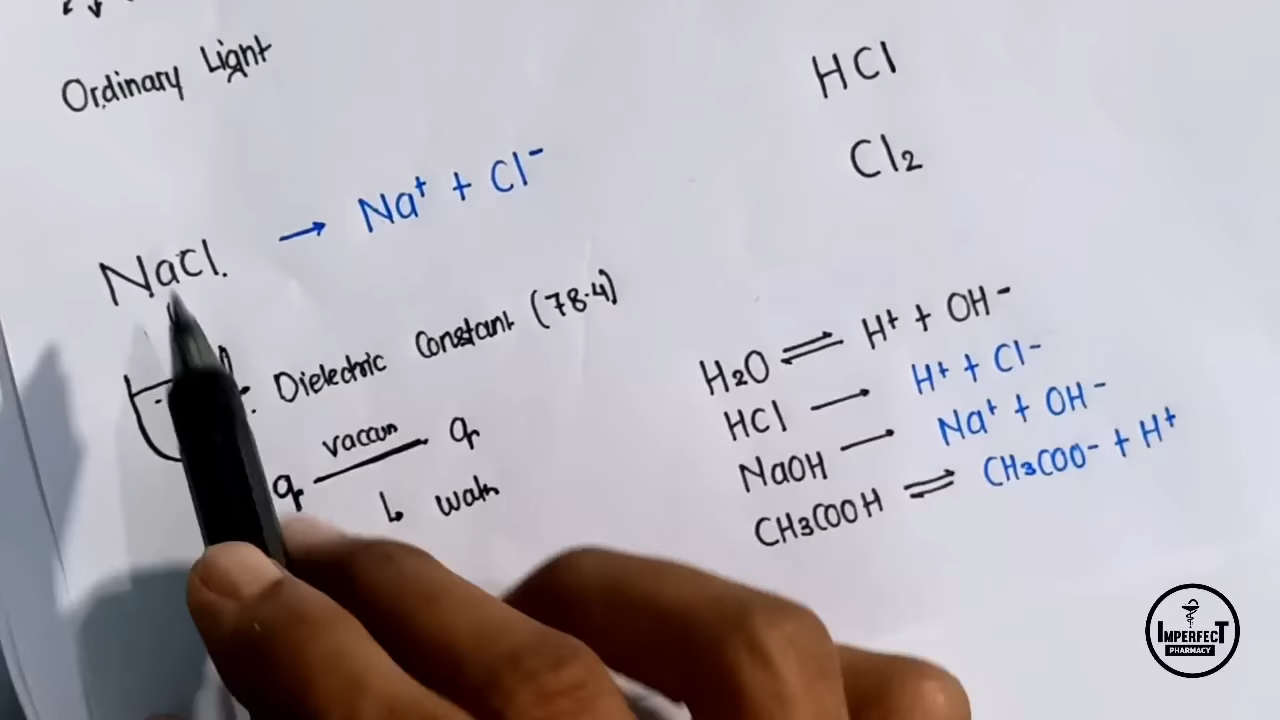 Ordinary Light
HCl
Cl₂
NaCl. → Na⁺ + Cl⁻
Dielectric Constant (78.4)
q vaccum q
↳ water
H₂O ⇌ H⁺ + OH⁻
HCl → H⁺ + Cl⁻
NaOH → Na⁺ + OH⁻
CH₃COOH ⇌ CH₃COO⁻ + H⁺
IMPERFECT
PHARMACY